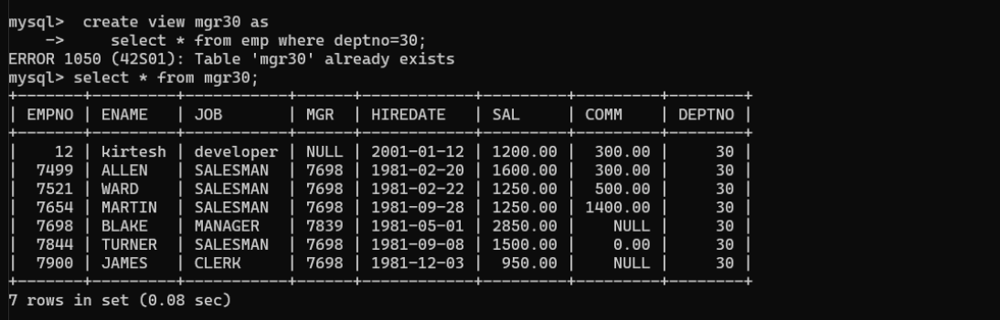 mysql>  create view mgr30 as
    ->     select * from emp where deptno=30;
ERROR 1050 (42S01): Table 'mgr30' already exists
mysql> select * from mgr30;
+-------+---------+-----------+------+------------+---------+---------+--------+
| EMPNO | ENAME   | JOB       | MGR  | HIREDATE   | SAL     | COMM    | DEPTNO |
+-------+---------+-----------+------+------------+---------+---------+--------+
|    12 | kirtesh | developer | NULL | 2001-01-12 | 1200.00 |  300.00 |     30 |
|  7499 | ALLEN   | SALESMAN  | 7698 | 1981-02-20 | 1600.00 |  300.00 |     30 |
|  7521 | WARD    | SALESMAN  | 7698 | 1981-02-22 | 1250.00 |  500.00 |     30 |
|  7654 | MARTIN  | SALESMAN  | 7698 | 1981-09-28 | 1250.00 | 1400.00 |     30 |
|  7698 | BLAKE   | MANAGER   | 7839 | 1981-05-01 | 2850.00 |    NULL |     30 |
|  7844 | TURNER  | SALESMAN  | 7698 | 1981-09-08 | 1500.00 |    0.00 |     30 |
|  7900 | JAMES   | CLERK     | 7698 | 1981-12-03 |  950.00 |    NULL |     30 |
+-------+---------+-----------+------+------------+---------+---------+--------+
7 rows in set (0.08 sec)